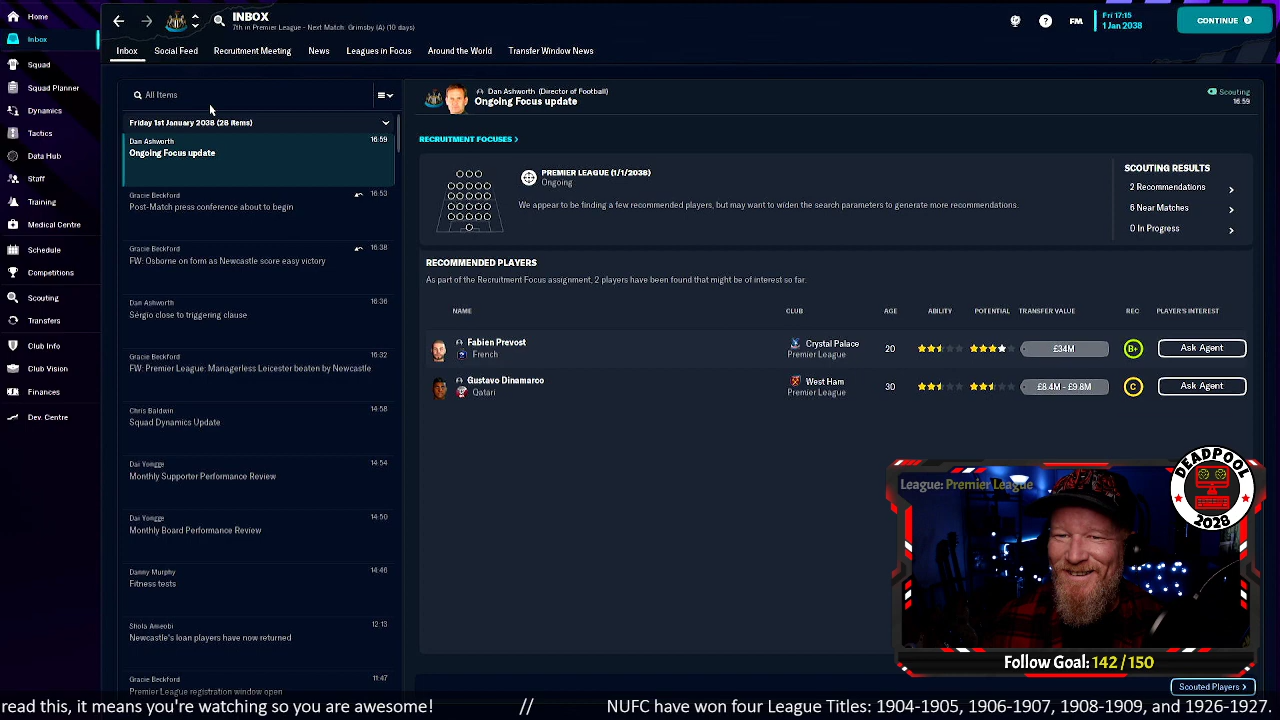 Home
Inbox
Squad
Squad Planner
Dynamics
Tactics
Data Hub
Staff
Training
Medical Centre
Schedule
Competitions
Scouting
Transfers
Club Info
Club Vision
Finances
Dev. Centre
INBOX
7th in Premier League - Next Match: Grimsby (A) (10 days)
FM
Fri 17:15
1 Jan 2038
CONTINUE
Inbox Social Feed Recruitment Meeting News Leagues in Focus Around the World Transfer Window News
All Items
Friday 1st January 2038 (28 items)
Dan Ashworth 16:59
Ongoing Focus update
Gracie Beckford 16:53
Post-Match press conference about to begin
Gracie Beckford 16:38
FW: Osborne on form as Newcastle score easy victory
Dan Ashworth 16:36
Sérgio close to triggering clause
Gracie Beckford 16:32
FW: Premier League: Managerless Leicester beaten by Newcastle
Chris Baldwin 14:58
Squad Dynamics Update
Dai Yongge 14:54
Monthly Supporter Performance Review
Dai Yongge 14:50
Monthly Board Performance Review
Danny Murphy 14:46
Fitness tests
Shola Ameobi 12:13
Newcastle's loan players have now returned
Gracie Beckford 11:47
Premier League registration window open
Dan Ashworth (Director of Football)
Ongoing Focus update
Scouting
16:59
RECRUITMENT FOCUSES >
PREMIER LEAGUE (1/1/2038)
Ongoing
We appear to be finding a few recommended players, but may want to widen the search parameters to generate more recommendations.
SCOUTING RESULTS
2 Recommendations
6 Near Matches
0 In Progress
RECOMMENDED PLAYERS
As part of the Recruitment Focus assignment, 2 players have been found that might be of interest so far.
NAME CLUB AGE ABILITY POTENTIAL TRANSFER VALUE REC PLAYER'S INTEREST
Fabien Prevost Crystal Palace 20 £34M B+ Ask Agent
French Premier League
Gustavo Dinamarco West Ham 30 £8.4M - £9.8M C Ask Agent
Qatari Premier League
League: Premier League
DEADPOOL
2028
Follow Goal: 142 / 150
Scouted Players >
read this, it means you're watching so you are awesome! // NUFC have won four League Titles: 1904-1905, 1906-1907, 1908-1909, and 1926-1927.